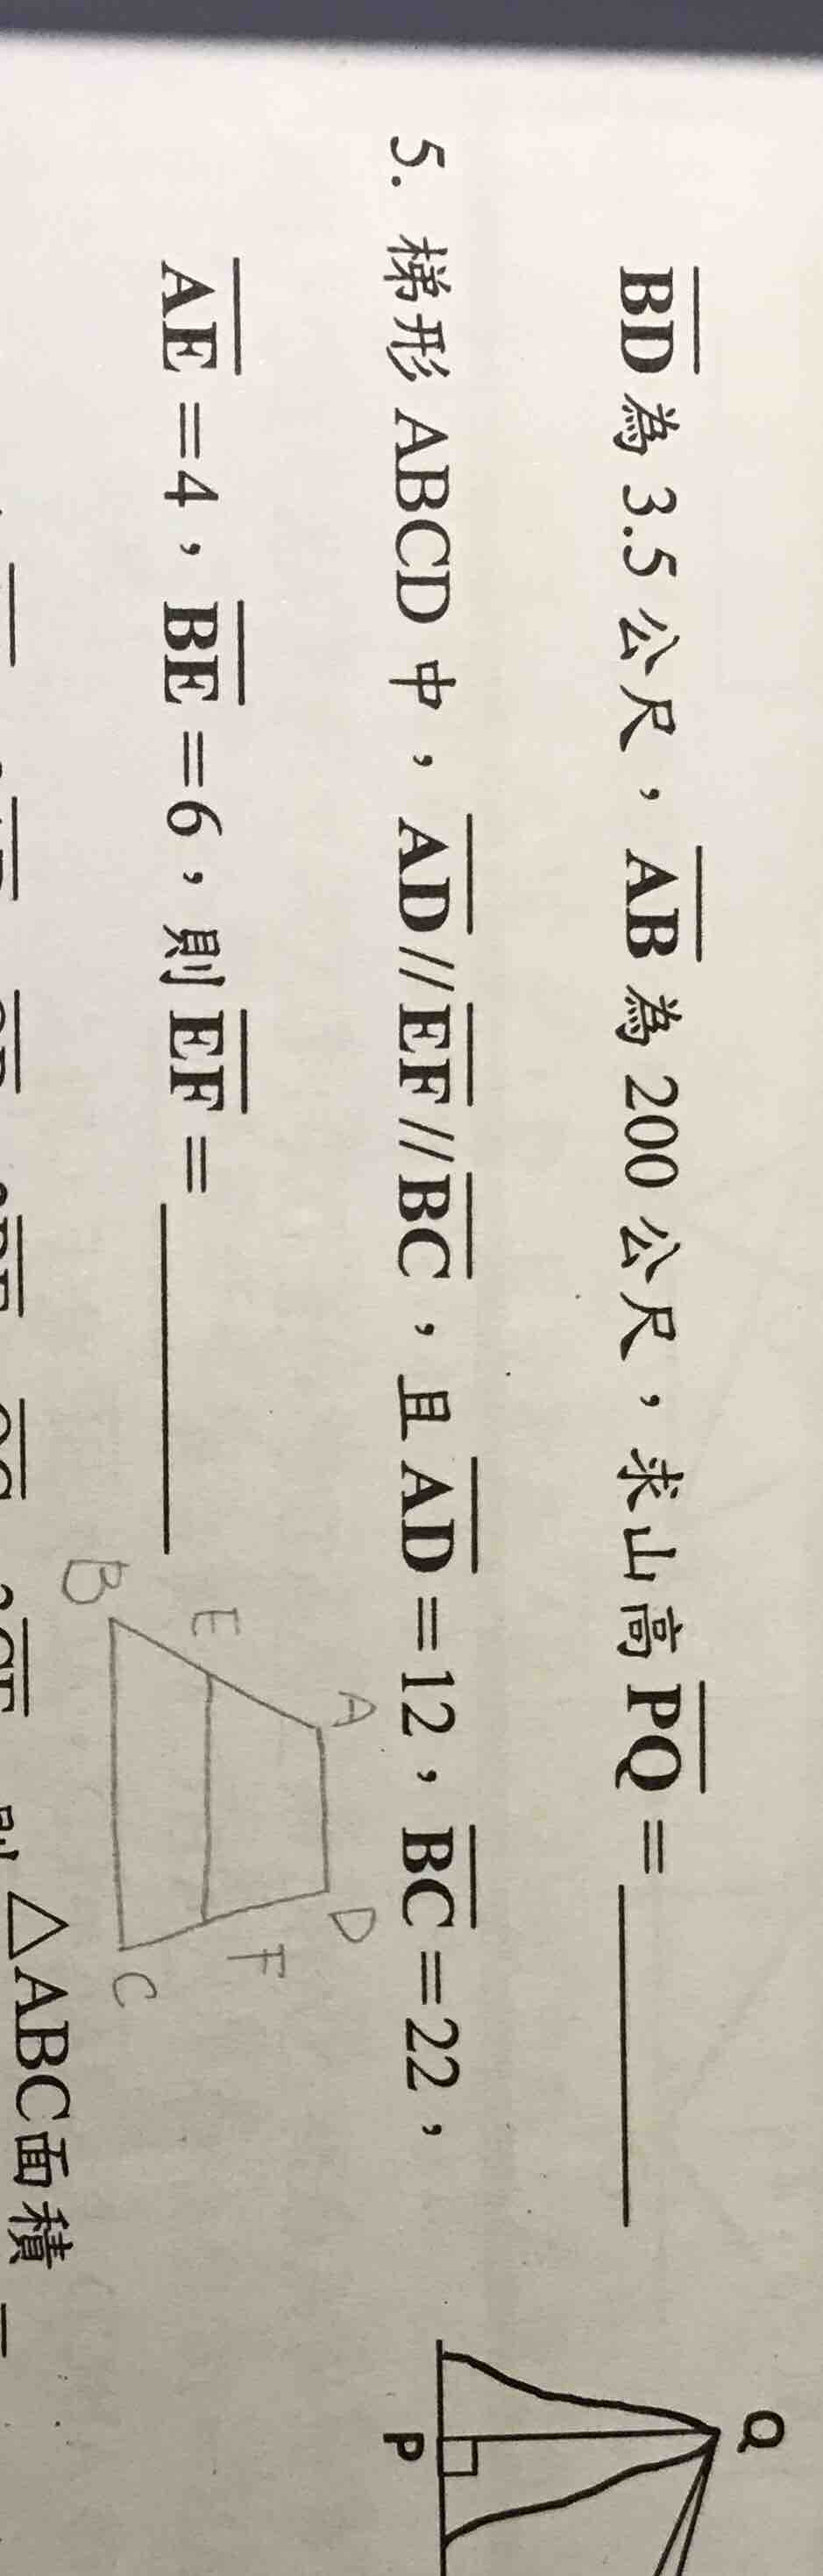 BD 為 3.5 公尺，AB 為 200 公尺，求山高 PQ = ______
Q
P
5. 梯形 ABCD 中，AD // EF // BC，且 AD =12，BC =22，
AE =4，BE =6，則 EF = ______
A
D
E
F
B
C
△ABC面積